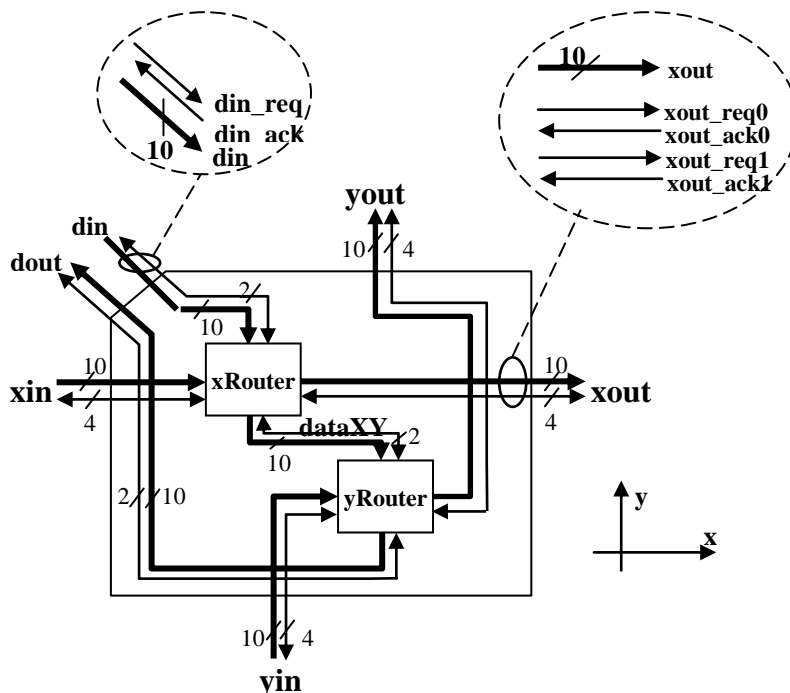 din_req
din_ack
10
din
10
xout
xout_req0
xout_ack0
xout_req1
xout_ack1
yout
10
4
din
dout
2
10
xin
10
4
xRouter
10
4
xout
dataXY
10
2
2
10
yRouter
y
x
10
4
yin